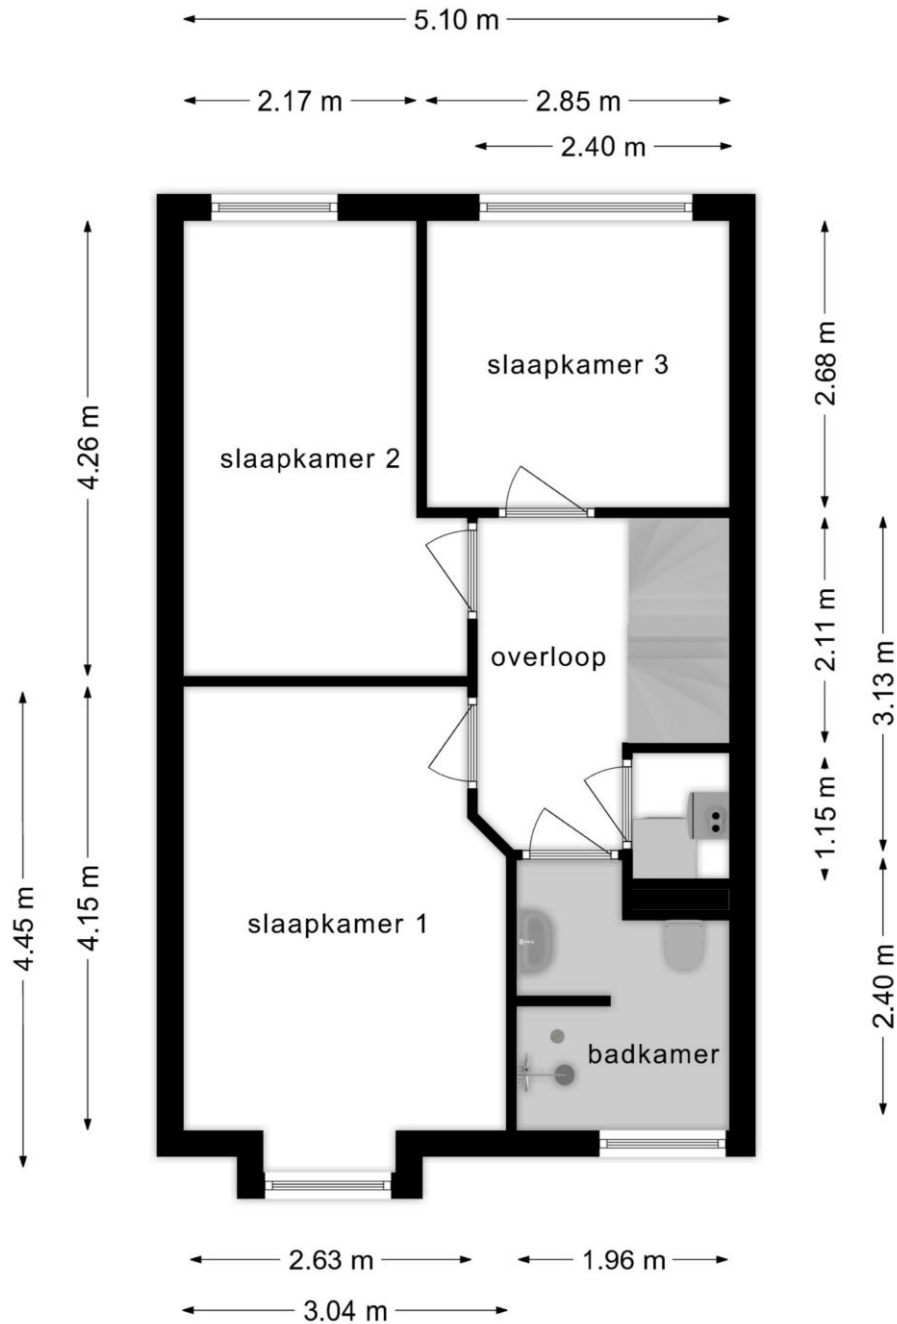 5.10 m
2.17 m
2.85 m
2.40 m
slaapkamer 3
2.68 m
4.26 m
slaapkamer 2
2.11 m
overloop
3.13 m
1.15 m
4.45 m
4.15 m
slaapkamer 1
2.40 m
badkamer
2.63 m
1.96 m
3.04 m